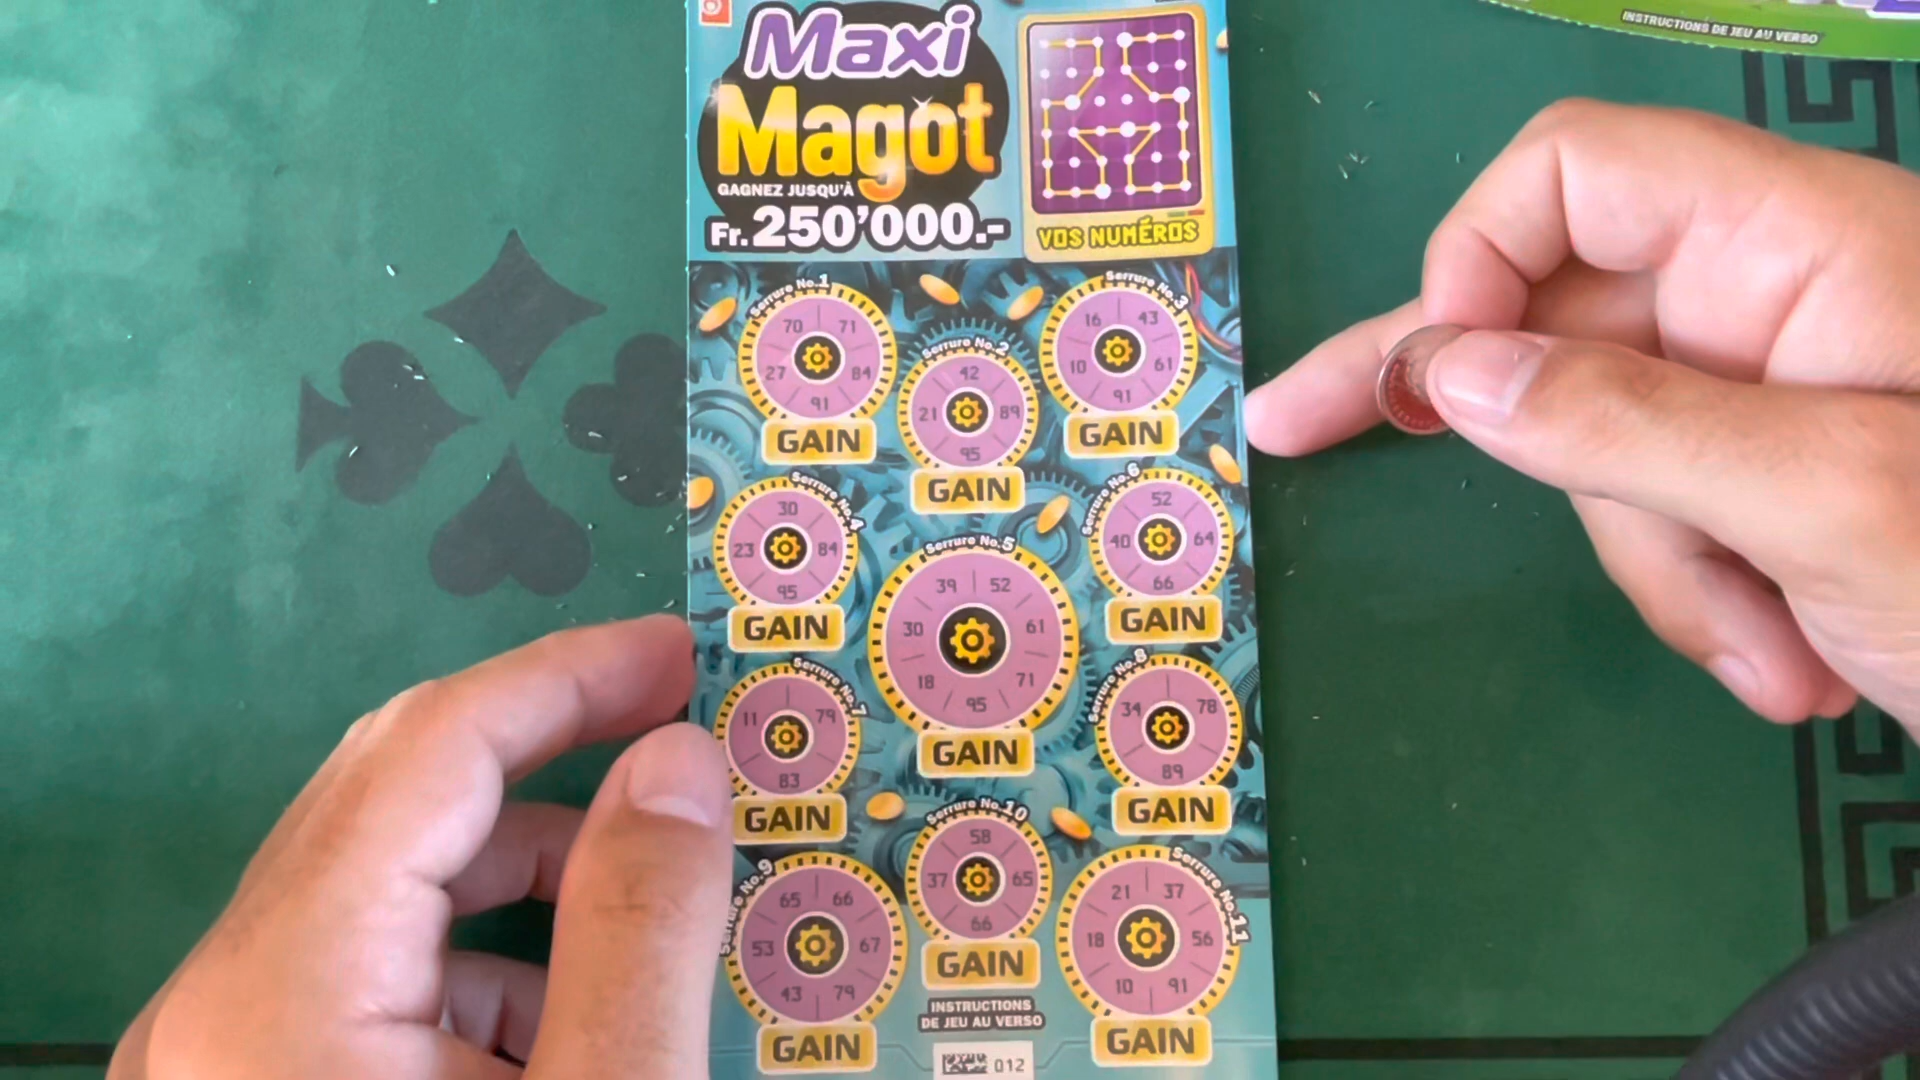 INSTRUCTIONS DE JEU AU VERSO
Maxi
Magot
GAGNEZ JUSQU'À
Fr. 250'000.-
VOS NUMÉROS
Serrure No.1
70 71
27 84
91
GAIN
Serrure No.2
42
21 89
95
GAIN
Serrure No.3
16 43
10 61
91
GAIN
Serrure No.4
30
23 84
95
GAIN
Serrure No.5
39 52
30 61
18 71
95
GAIN
Serrure No.6
52
40 64
66
GAIN
Serrure No.7
11 79
83
GAIN
Serrure No.8
34 78
89
GAIN
Serrure No.9
65 66
53 67
43 79
GAIN
Serrure No.10
58
37 65
66
GAIN
Serrure No.11
21 37
18 56
10 91
GAIN
INSTRUCTIONS
DE JEU AU VERSO
012